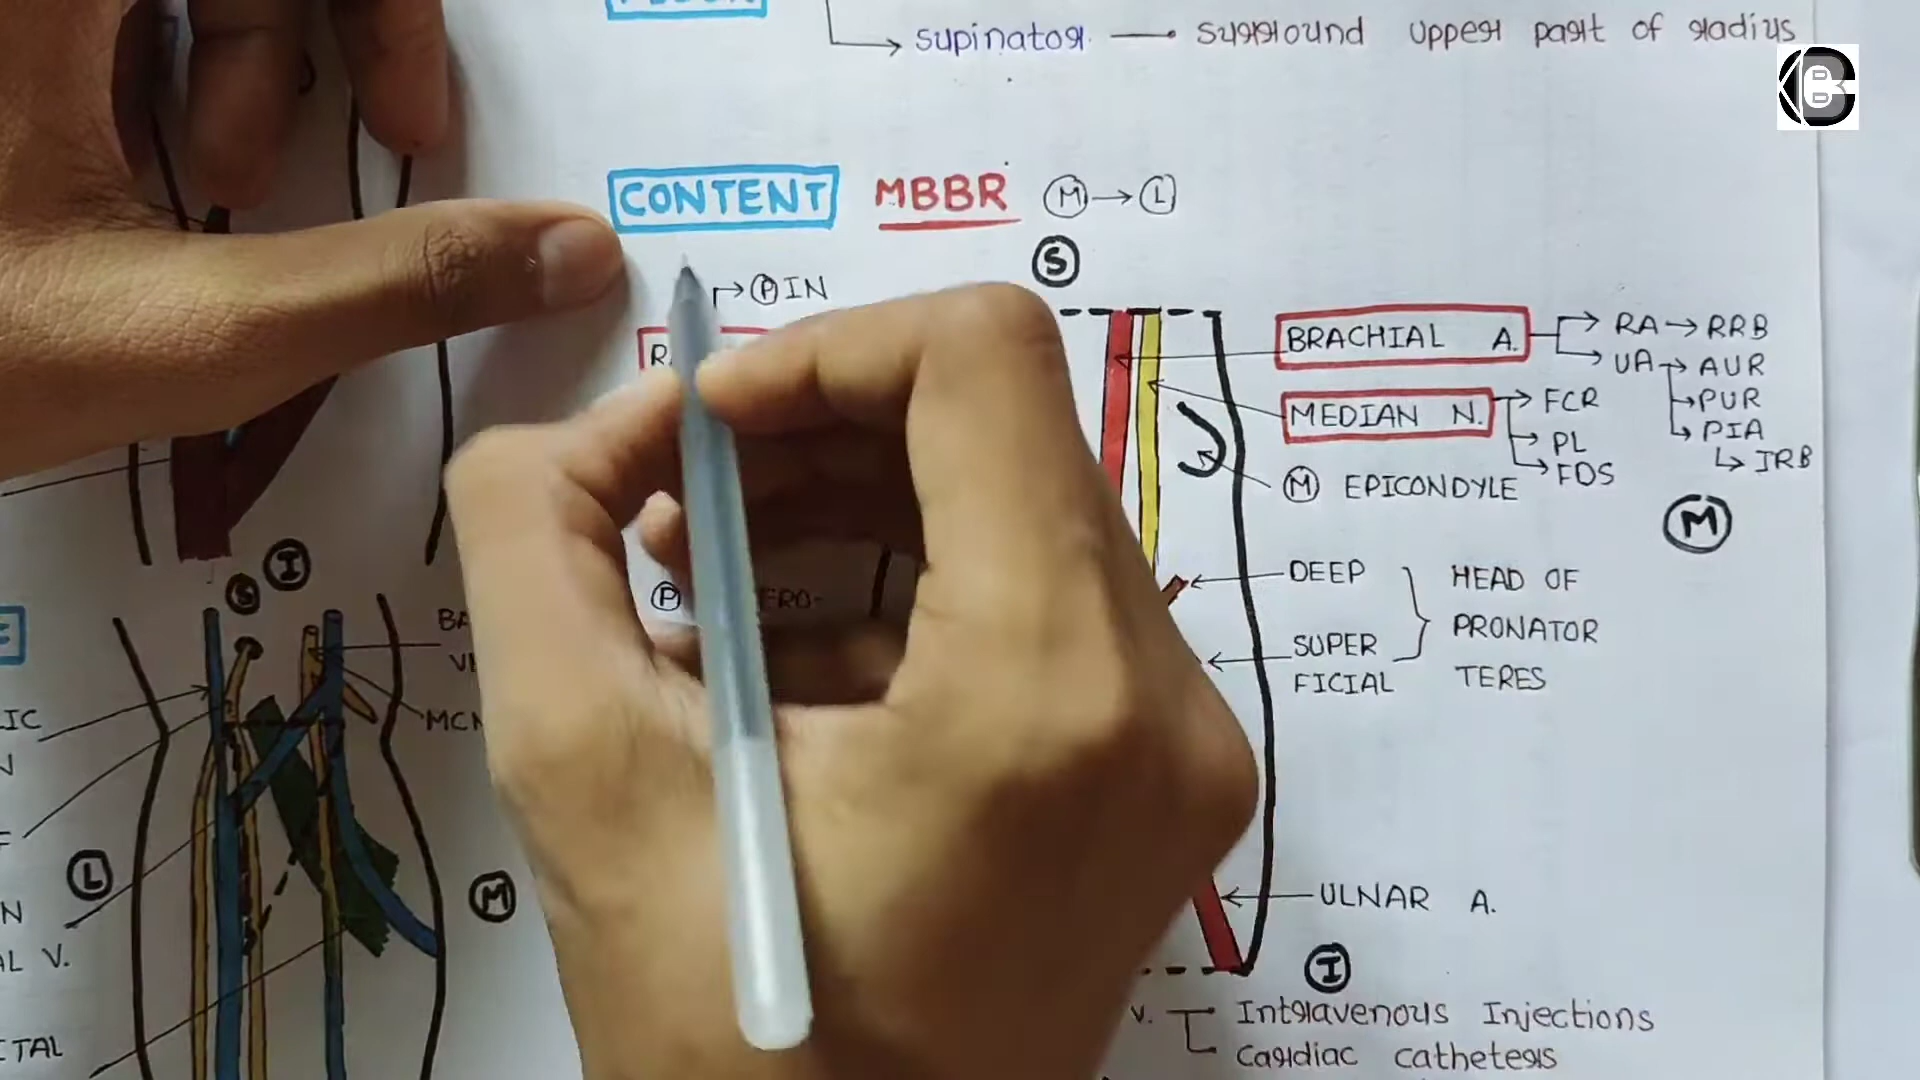 supinator — surround upper part of radius
CONTENT MBBR M → L
S
P IN
BRACHIAL A. → RA → RRB
→ UA → AUR
→ PUR
→ PIA
↳ IRB
MEDIAN N. → FCR
→ PL
→ FDS
M EPICONDYLE
M
P
DEEP
SUPER
FICIAL
HEAD OF
PRONATOR
TERES
ULNAR A.
I
V. Intravenous Injections
Cardiac catheters
I
S
L
M